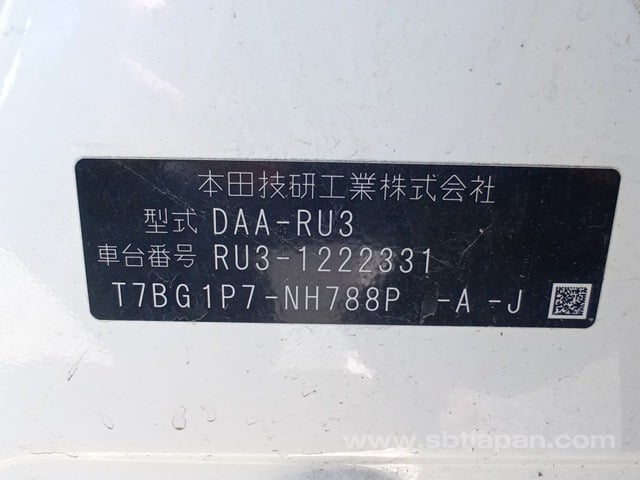 本田技研工業株式会社
型式 DAA-RU3
車台番号 RU3-1222331
T7BG1P7-NH788P -A -J
www.sbtjapan.com